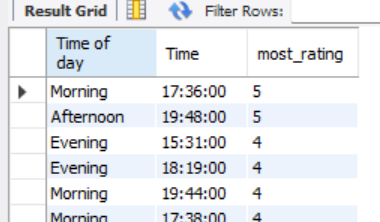 Result Grid Filter Rows:
Time of day Time most_rating
Morning 17:36:00 5
Afternoon 19:48:00 5
Evening 15:31:00 4
Evening 18:19:00 4
Morning 19:44:00 4
Morning 17:38:00 4